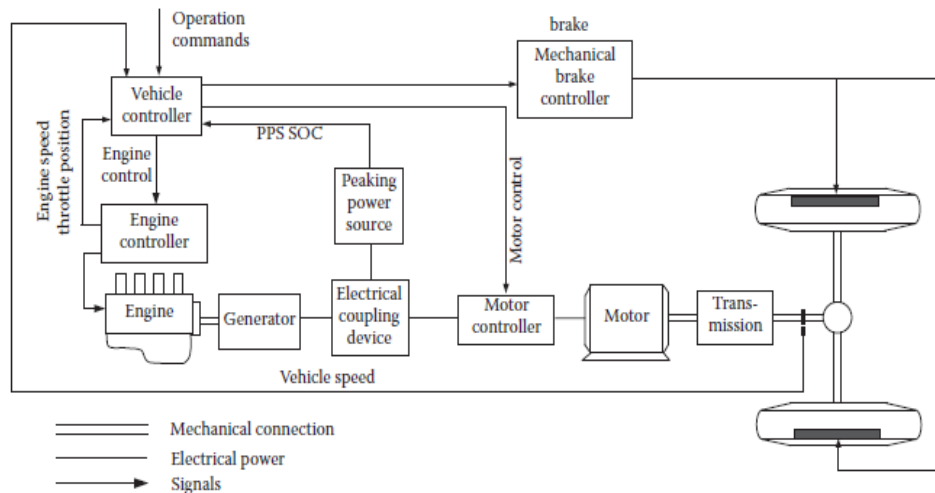 Operation
commands
brake
Mechanical
brake
controller
Vehicle
controller
PPS SOC
Engine speed
throttle position
Engine
control
Peaking
power
source
Motor control
Engine
controller
Engine
Generator
Electrical
coupling
device
Motor
controller
Motor
Trans-
mission
Vehicle speed
Mechanical connection
Electrical power
Signals